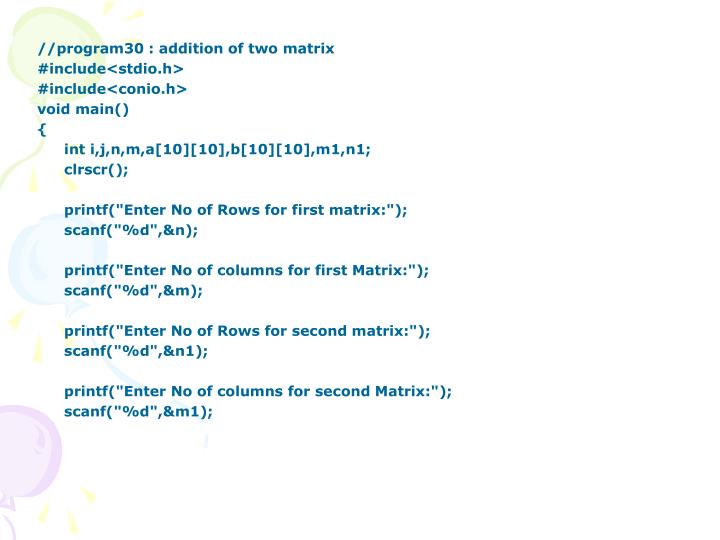 //program30 : addition of two matrix
#include<stdio.h>
#include<conio.h>
void main()
{
int i,j,n,m,a[10][10],b[10][10],m1,n1;
clrscr();
printf("Enter No of Rows for first matrix:");
scanf("%d",&n);
printf("Enter No of columns for first Matrix:");
scanf("%d",&m);
printf("Enter No of Rows for second matrix:");
scanf("%d",&n1);
printf("Enter No of columns for second Matrix:");
scanf("%d",&m1);